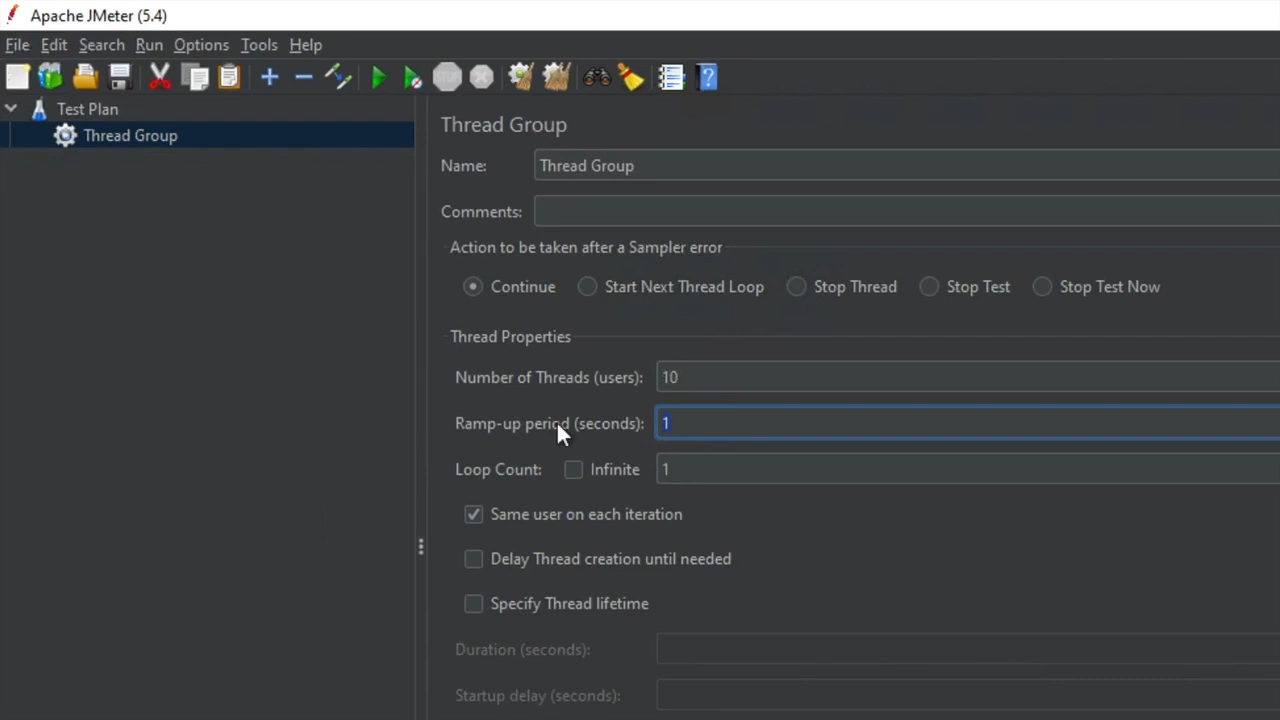 Apache JMeter (5.4)
File Edit Search Run Options Tools Help
STOP
?
Test Plan
Thread Group
Thread Group
Name: Thread Group
Comments:
Action to be taken after a Sampler error
Continue Start Next Thread Loop Stop Thread Stop Test Stop Test Now
Thread Properties
Number of Threads (users): 10
Ramp-up period (seconds): 1
Loop Count: Infinite 1
Same user on each iteration
Delay Thread creation until needed
Specify Thread lifetime
Duration (seconds):
Startup delay (seconds):